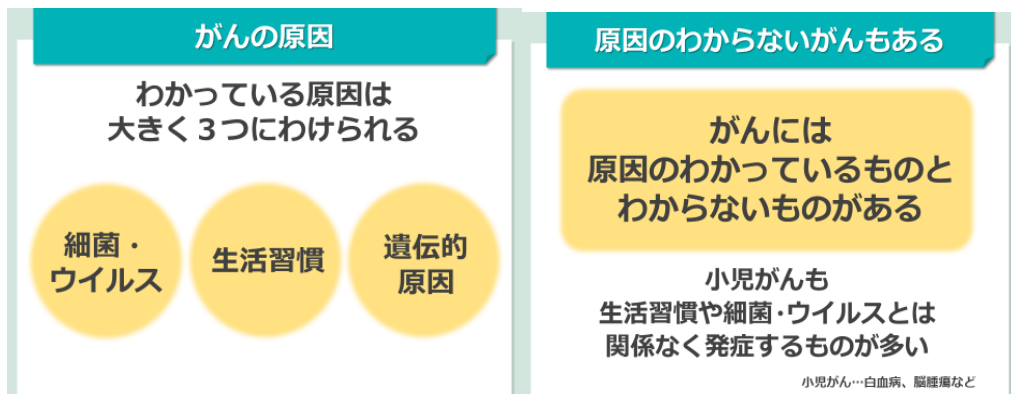 がんの原因
わかっている原因は
大きく３つにわけられる
細菌・
ウイルス
生活習慣
遺伝的
原因
原因のわからないがんもある
がんには
原因のわかっているものと
わからないものがある
小児がんも
生活習慣や細菌・ウイルスとは
関係なく発症するものが多い
小児がん…白血病、脳腫瘍など